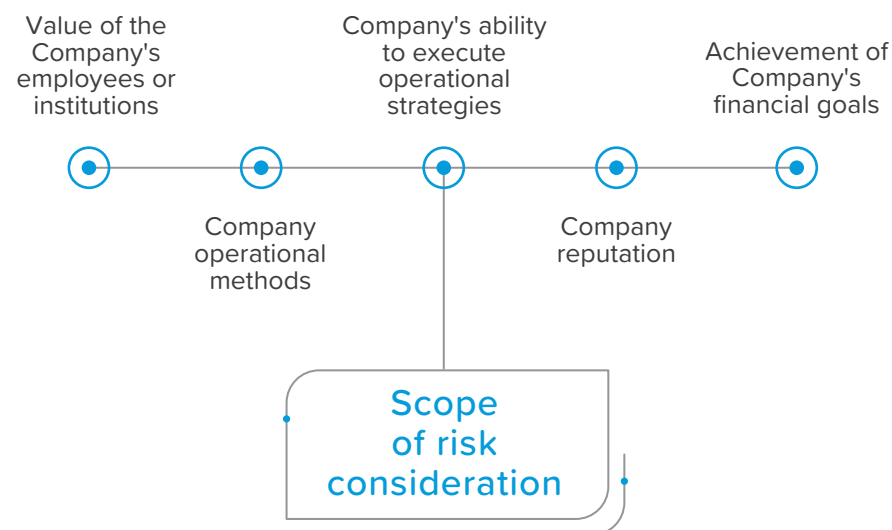 Value of the
Company's
employees or
institutions
Company
operational
methods
Company's ability
to execute
operational
strategies
Company
reputation
Achievement of
Company's
financial goals
Scope
of risk
consideration